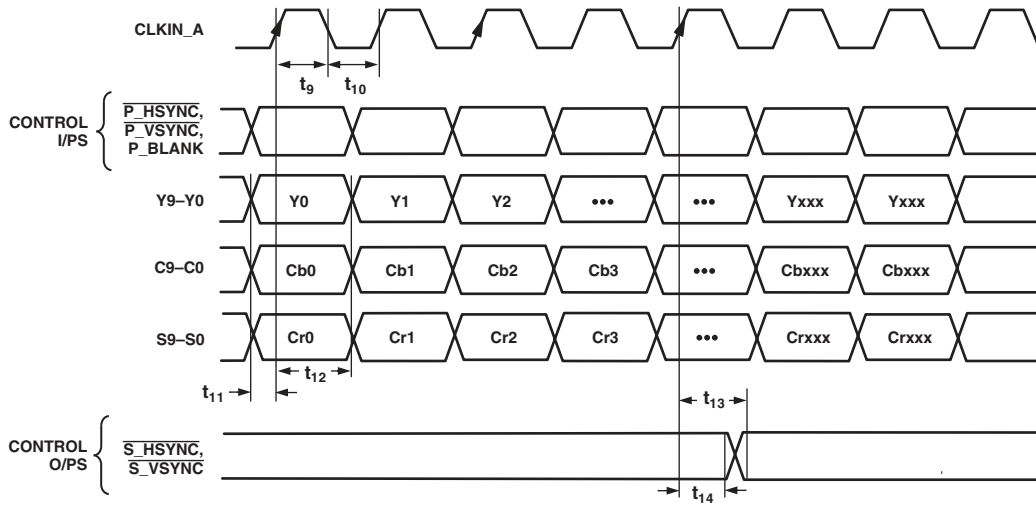 CLKIN_A
t9
t10
CONTROL
I/PS
P_HSYNC,
P_VSYNC,
P_BLANK
Y9–Y0
Y0
Y1
Y2
•••
•••
Yxxx
Yxxx
C9–C0
Cb0
Cb1
Cb2
Cb3
•••
Cbxxx
Cbxxx
S9–S0
Cr0
Cr1
Cr2
Cr3
•••
Crxxx
Crxxx
t11
t12
t13
CONTROL
O/PS
S_HSYNC,
S_VSYNC
t14